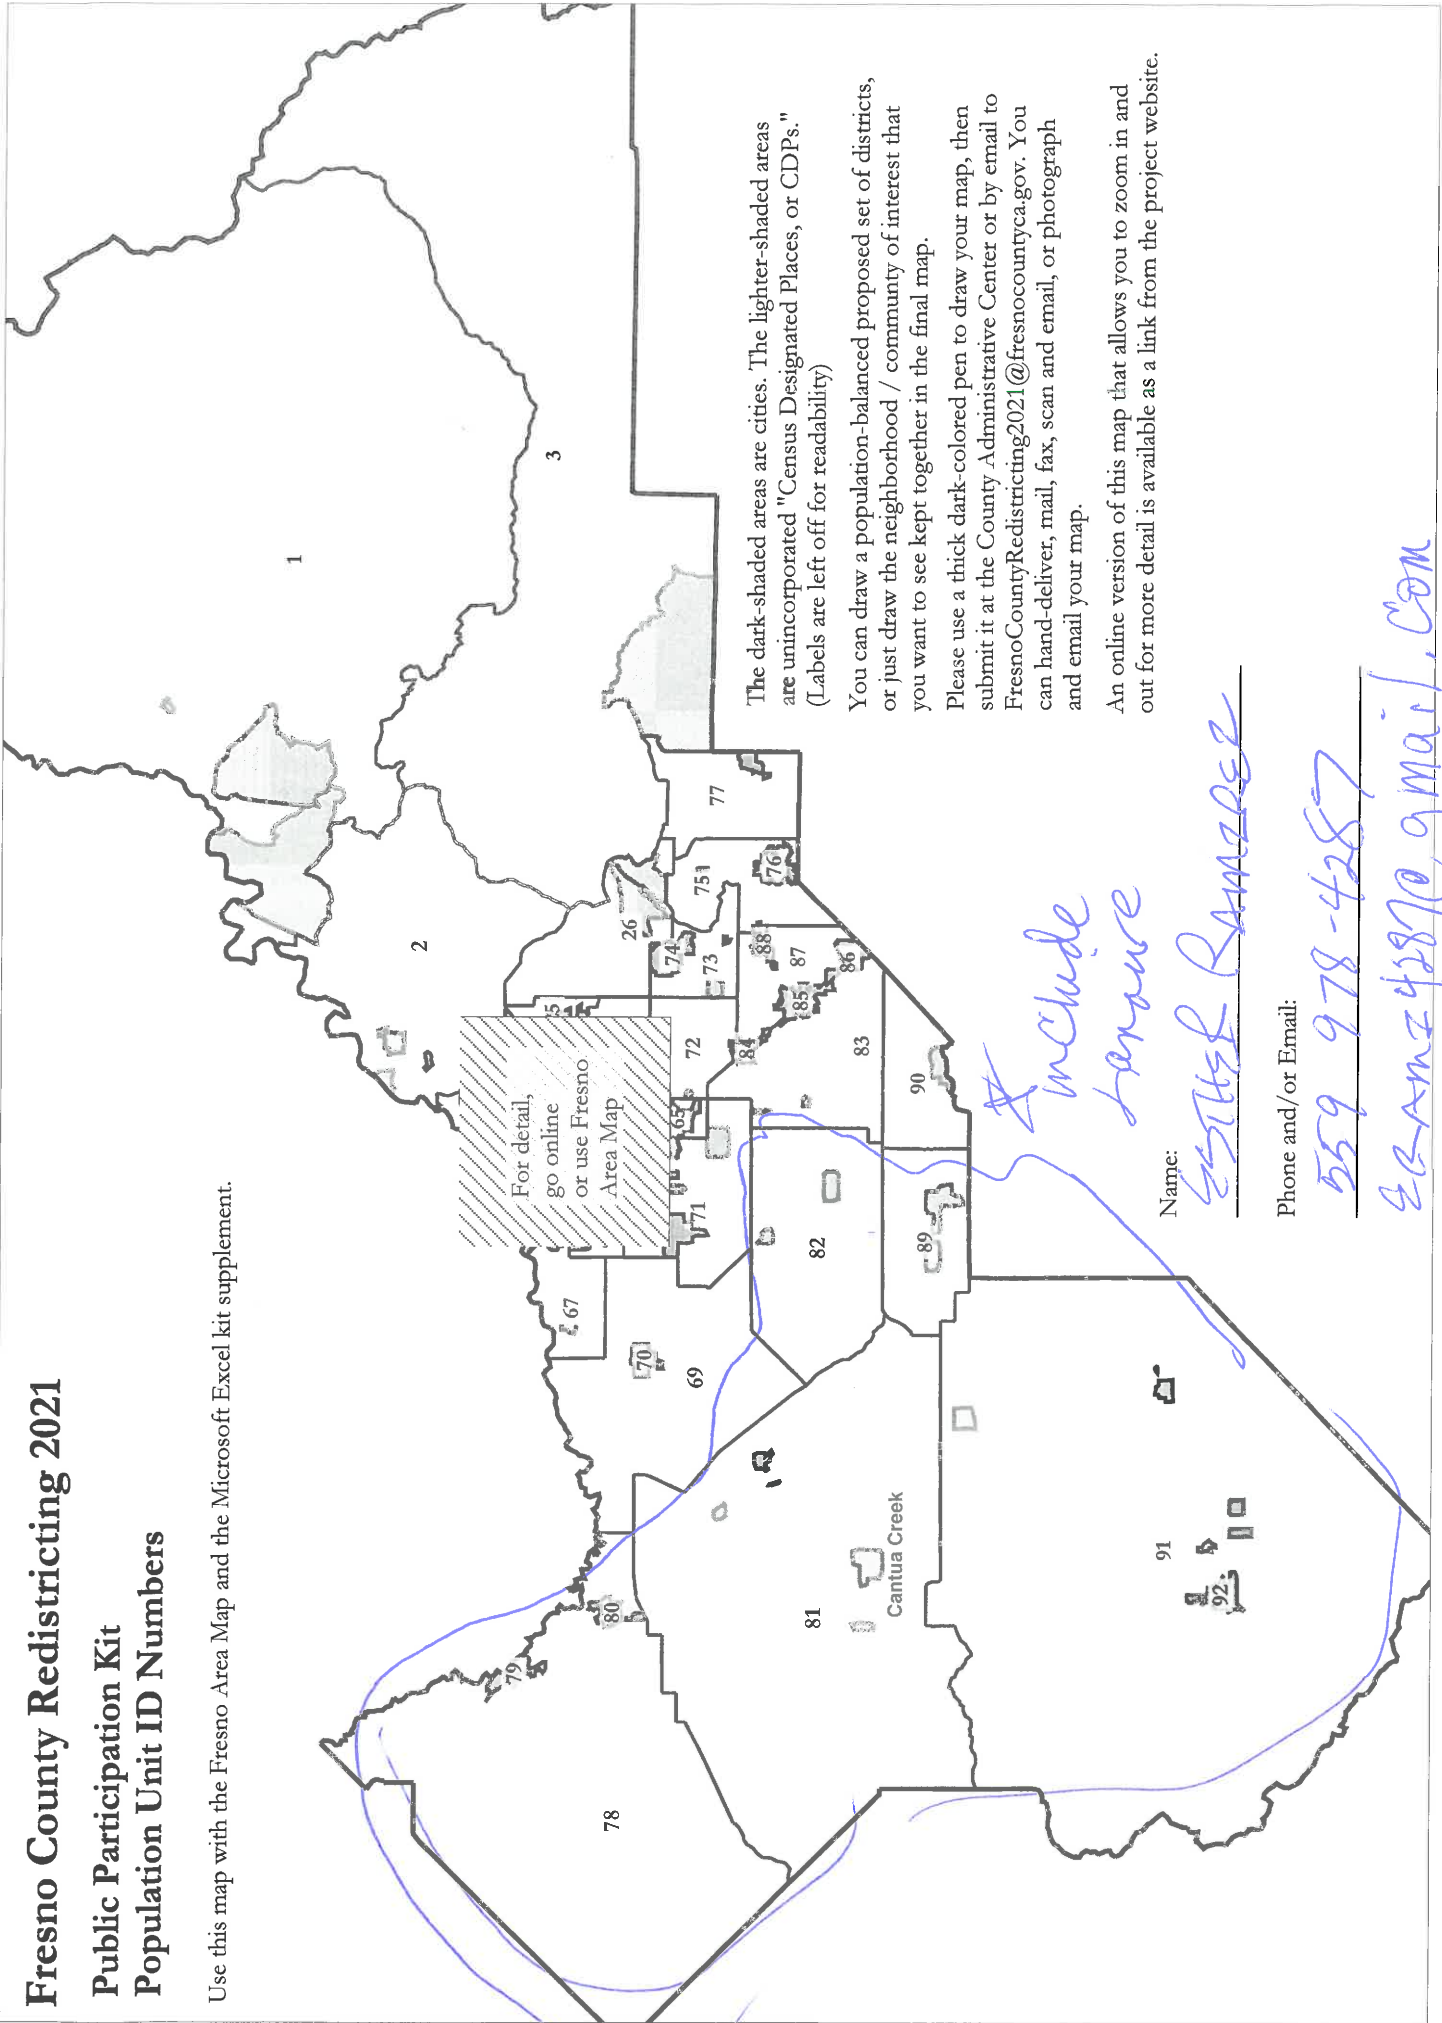 Fresno County Redistricting 2021
Public Participation Kit
Population Unit ID Numbers
Use this map with the Fresno Area Map and the Microsoft Excel kit supplement.
1
2
3
For detail,
go online
or use Fresno
Area Map
67
70
69
71
65
72
73
74
26
75
76
77
78
79
80
81
Cantua Creek
82
83
84
85
86
87
88
89
90
91
92
The dark-shaded areas are cities. The lighter-shaded areas
are unincorporated "Census Designated Places, or CDPs."
(Labels are left off for readability)
You can draw a population-balanced proposed set of districts,
or just draw the neighborhood / community of interest that
you want to see kept together in the final map.
Please use a thick dark-colored pen to draw your map, then
submit it at the County Administrative Center or by email to
FresnoCountyRedistricting2021@fresnocountyca.gov. You
can hand-deliver, mail, fax, scan and email, or photograph
and email your map.
An online version of this map that allows you to zoom in and
out for more detail is available as a link from the project website.
include
Name:
ESTHER RAMIREZ
Phone and/or Email:
559 978-4287